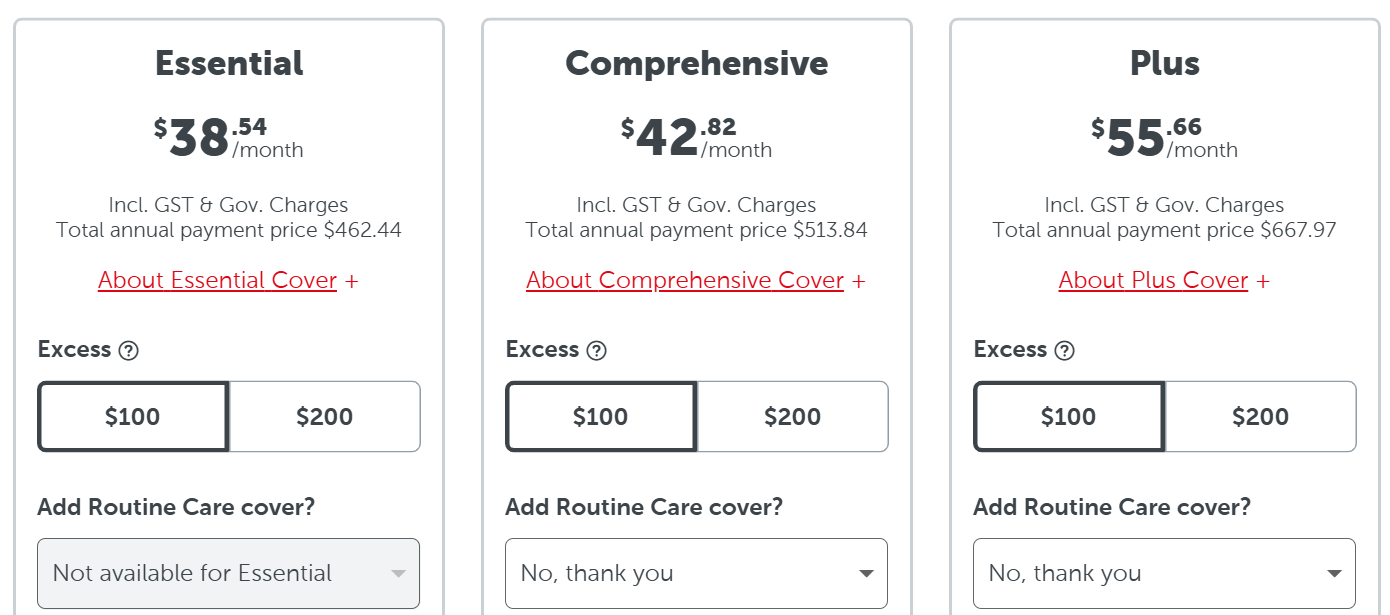 Essential
$38.54/month
Incl. GST & Gov. Charges
Total annual payment price $462.44
About Essential Cover +
Excess ?
$100
$200
Add Routine Care cover?
Not available for Essential
Comprehensive
$42.82/month
Incl. GST & Gov. Charges
Total annual payment price $513.84
About Comprehensive Cover +
Excess ?
$100
$200
Add Routine Care cover?
No, thank you
Plus
$55.66/month
Incl. GST & Gov. Charges
Total annual payment price $667.97
About Plus Cover +
Excess ?
$100
$200
Add Routine Care cover?
No, thank you